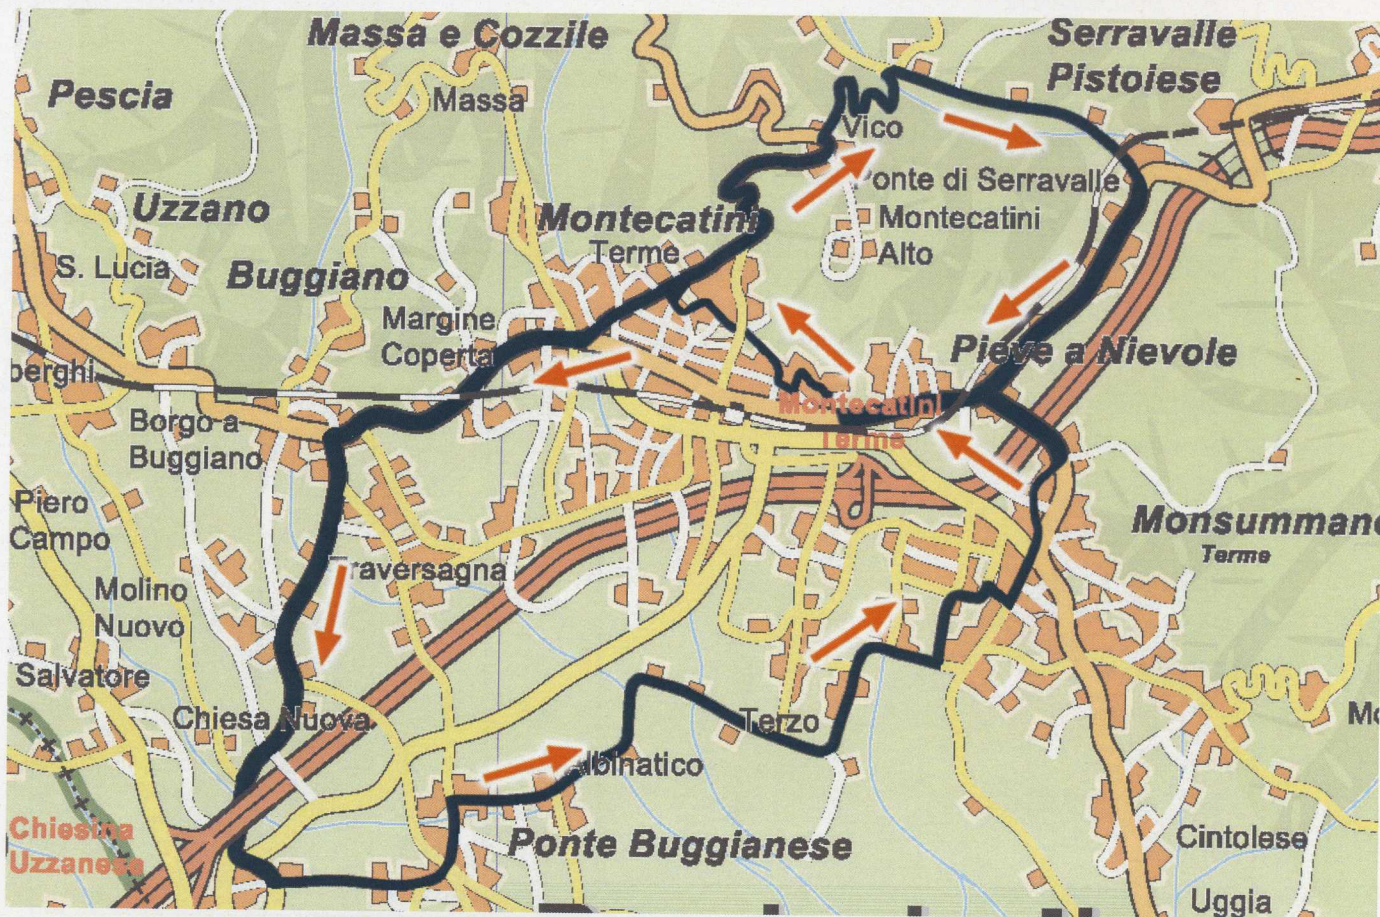 Massa e Cozzile
Serravalle
Pistoiese
Pescia
Massa
Vico
Ponte di Serravalle
Uzzano
Montecatini
Terme
Montecatini
Alto
S. Lucia
Buggiano
Margine
Coperta
Pieve a Nievole
berghi
Montecatini
Terme
Borgo a
Buggiano
Piero
Campo
Monsummano
Terme
Traversagna
Molino
Nuovo
Salvatore
Chiesa Nuova
Terzo
Mo
Albinatico
Chiesina
Uzzanese
Ponte Buggianese
Cintolese
Uggia